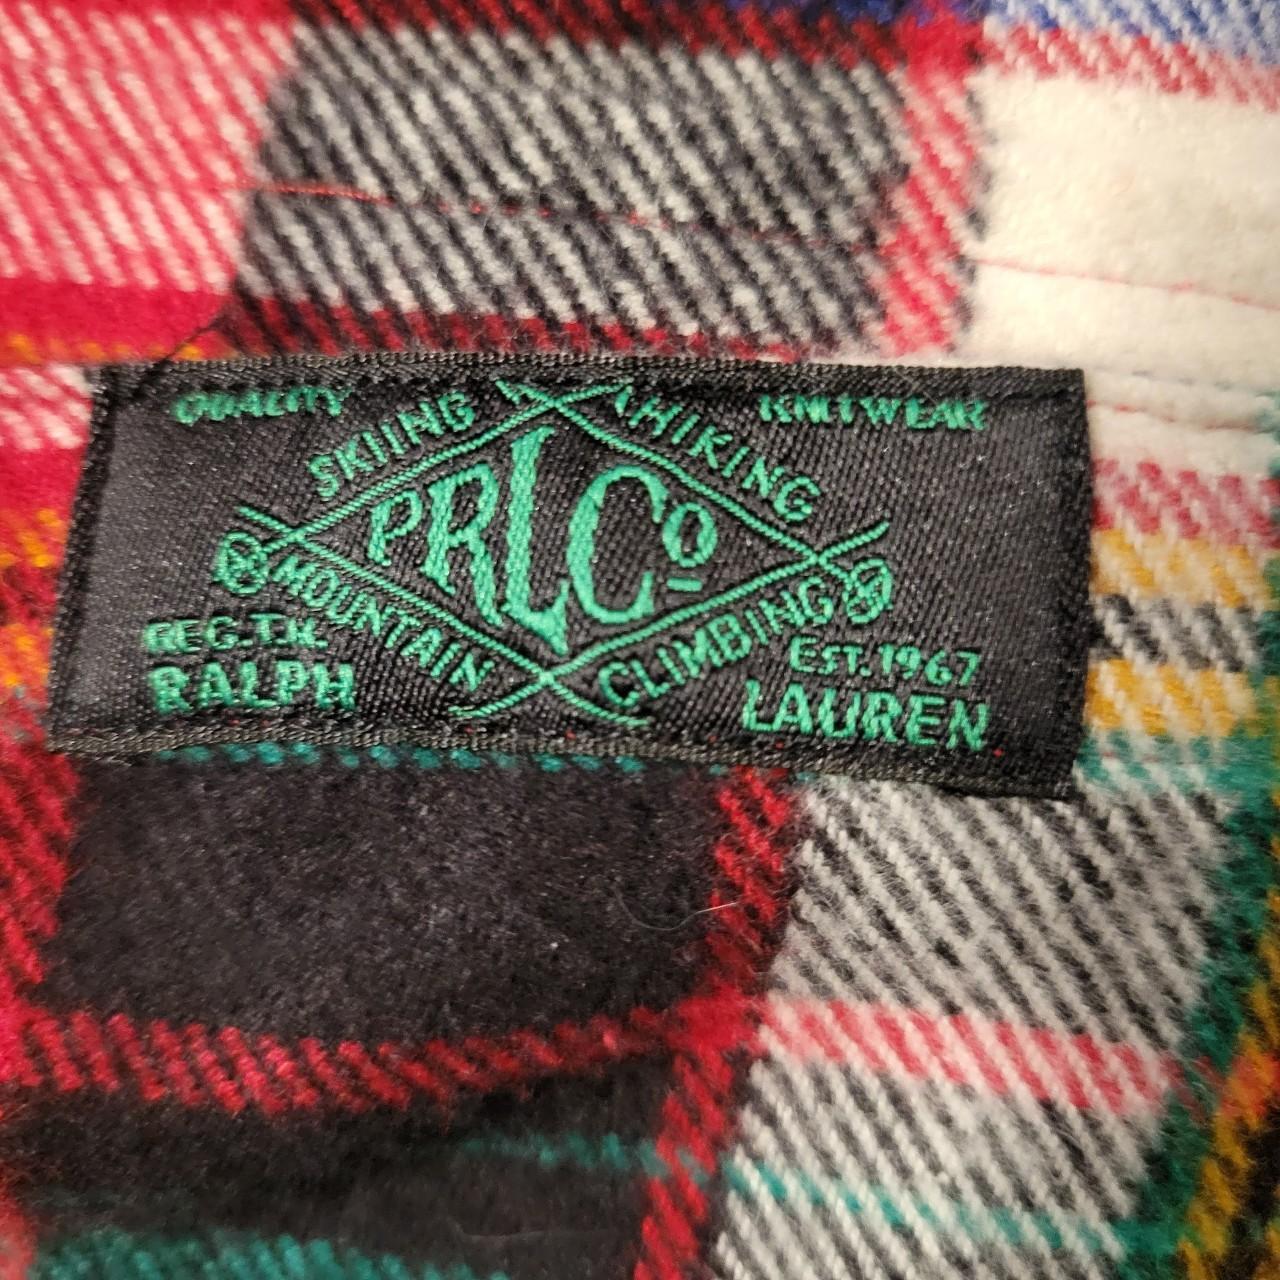 QUALITY
KNITWEAR
SKIING
HIKING
PRLCo
MOUNTAIN
CLIMBING
REG.T.M.
RALPH
EST.1967
LAUREN